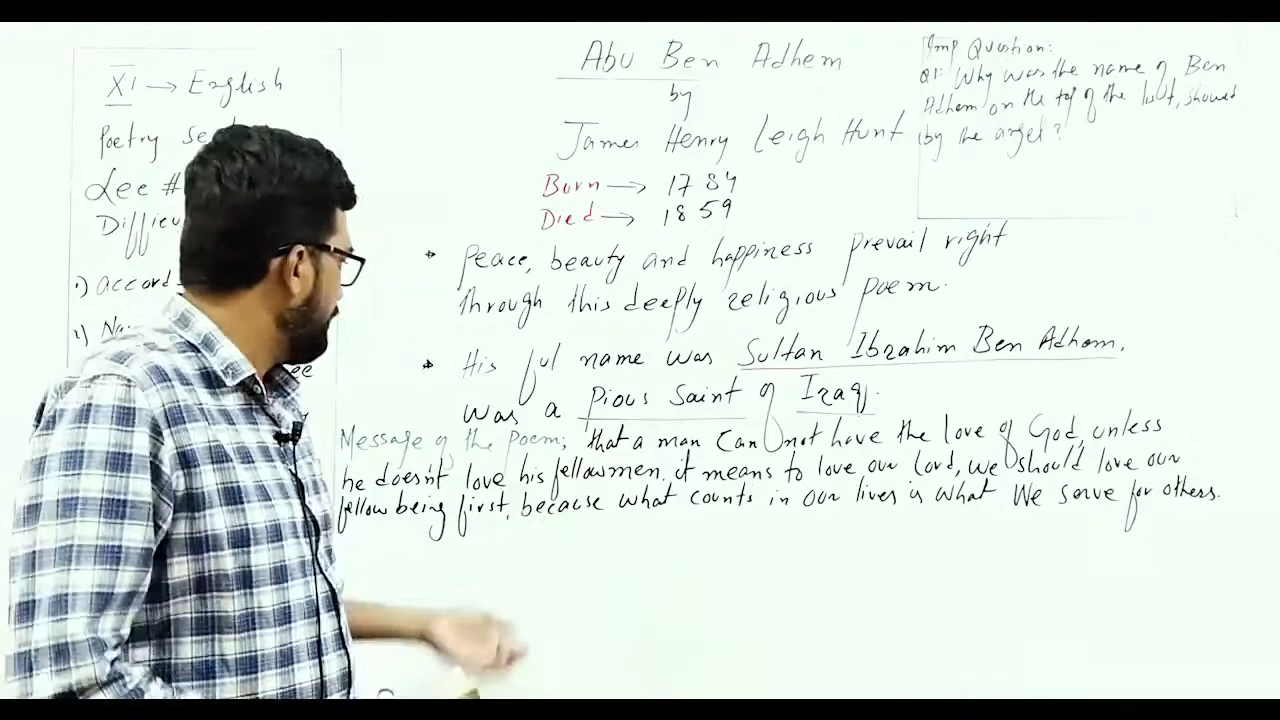 XI → English
Poetry
Lec #
1) Accord
Abu Ben Adhem
by
James Henry Leigh Hunt
Born → 1784
Died → 1859
Peace, beauty and happiness prevail right
through this deeply religious poem.
His ful name was Sultan Ibrahim Ben Adhem.
was a Pious Saint of Iraq.
Message of the Poem; that a man can not have the love of God, unless
he doesn't love his fellowmen, it means to love our Lord, we should love our
fellow being first, because what counts in our lives is what We serve for others.
Imp Question:
Q1: Why was the name of Ben
Adhem on the top of the list, showed
by the angel?